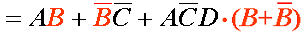 = AB + B̅C̅ + AC̅D·(B+B̅)